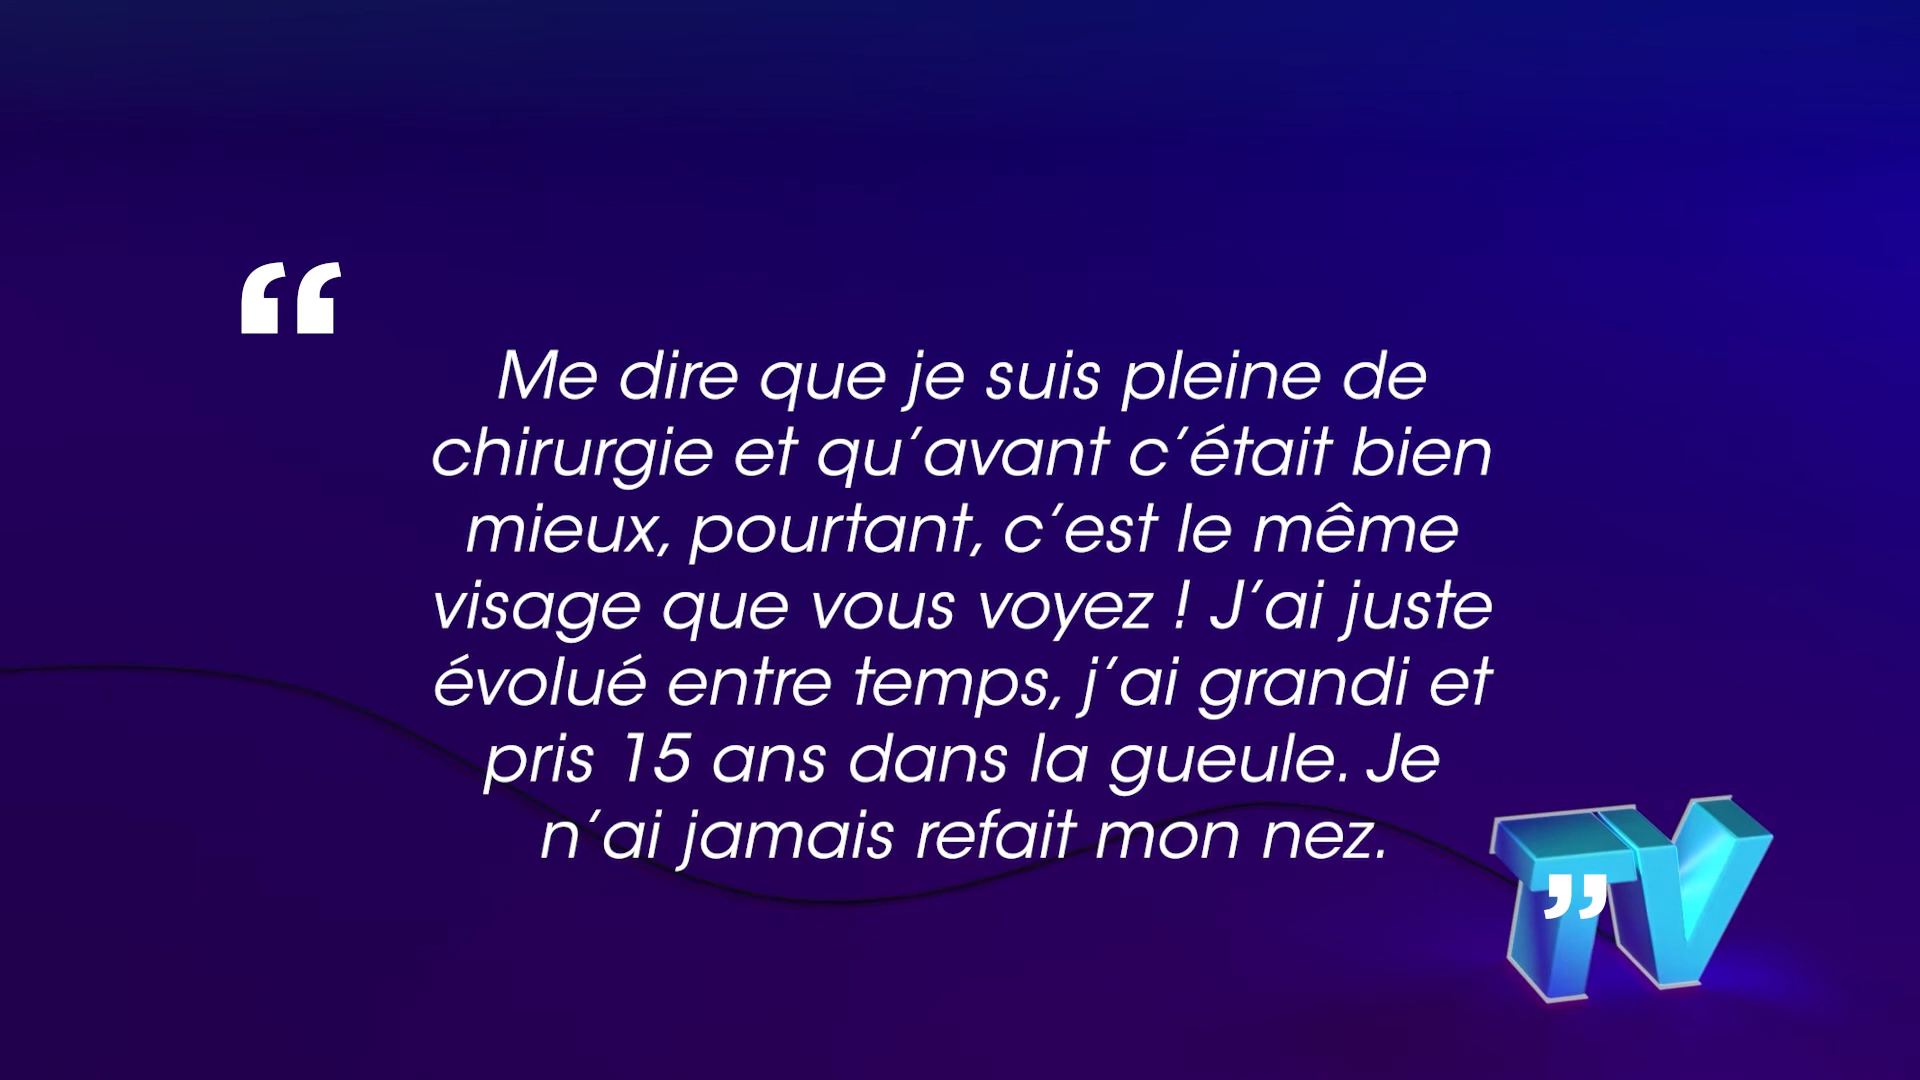 “
Me dire que je suis pleine de
chirurgie et qu’avant c’était bien
mieux, pourtant, c’est le même
visage que vous voyez ! J’ai juste
évolué entre temps, j’ai grandi et
pris 15 ans dans la gueule. Je
n’ai jamais refait mon nez.
”
TV